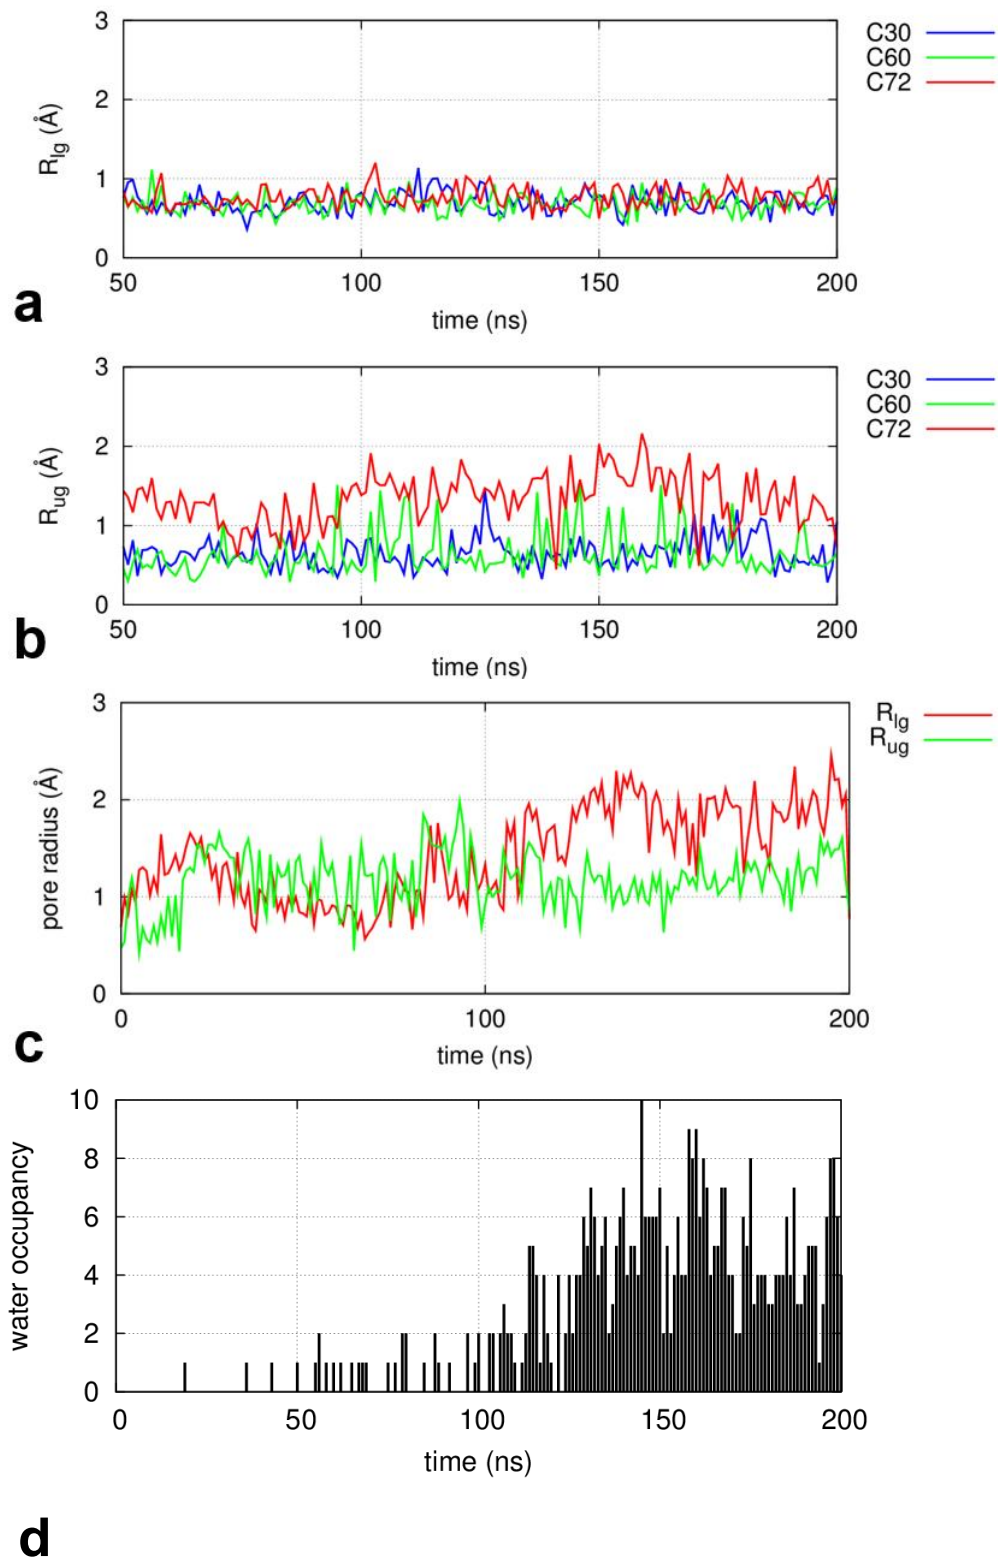 3
2
1
0
R_lg (Å)
C30
C60
C72
50 100 150 200
time (ns)
a
3
2
1
0
R_ug (Å)
C30
C60
C72
50 100 150 200
time (ns)
b
3
2
1
0
pore radius (Å)
R_lg
R_ug
0 100 200
time (ns)
c
10
8
6
4
2
0
water occupancy
0 50 100 150 200
time (ns)
d